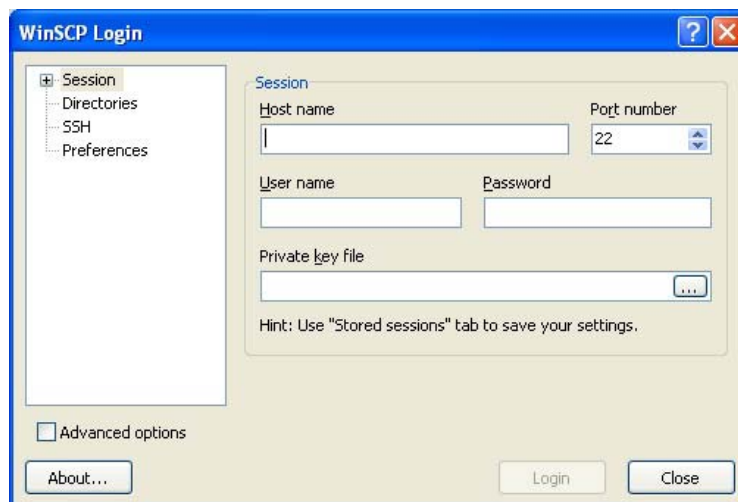 WinSCP Login
Session
Directories
SSH
Preferences
Session
Host name Port number
22
User name Password
Private key file
...
Hint: Use "Stored sessions" tab to save your settings.
Advanced options
About... Login Close